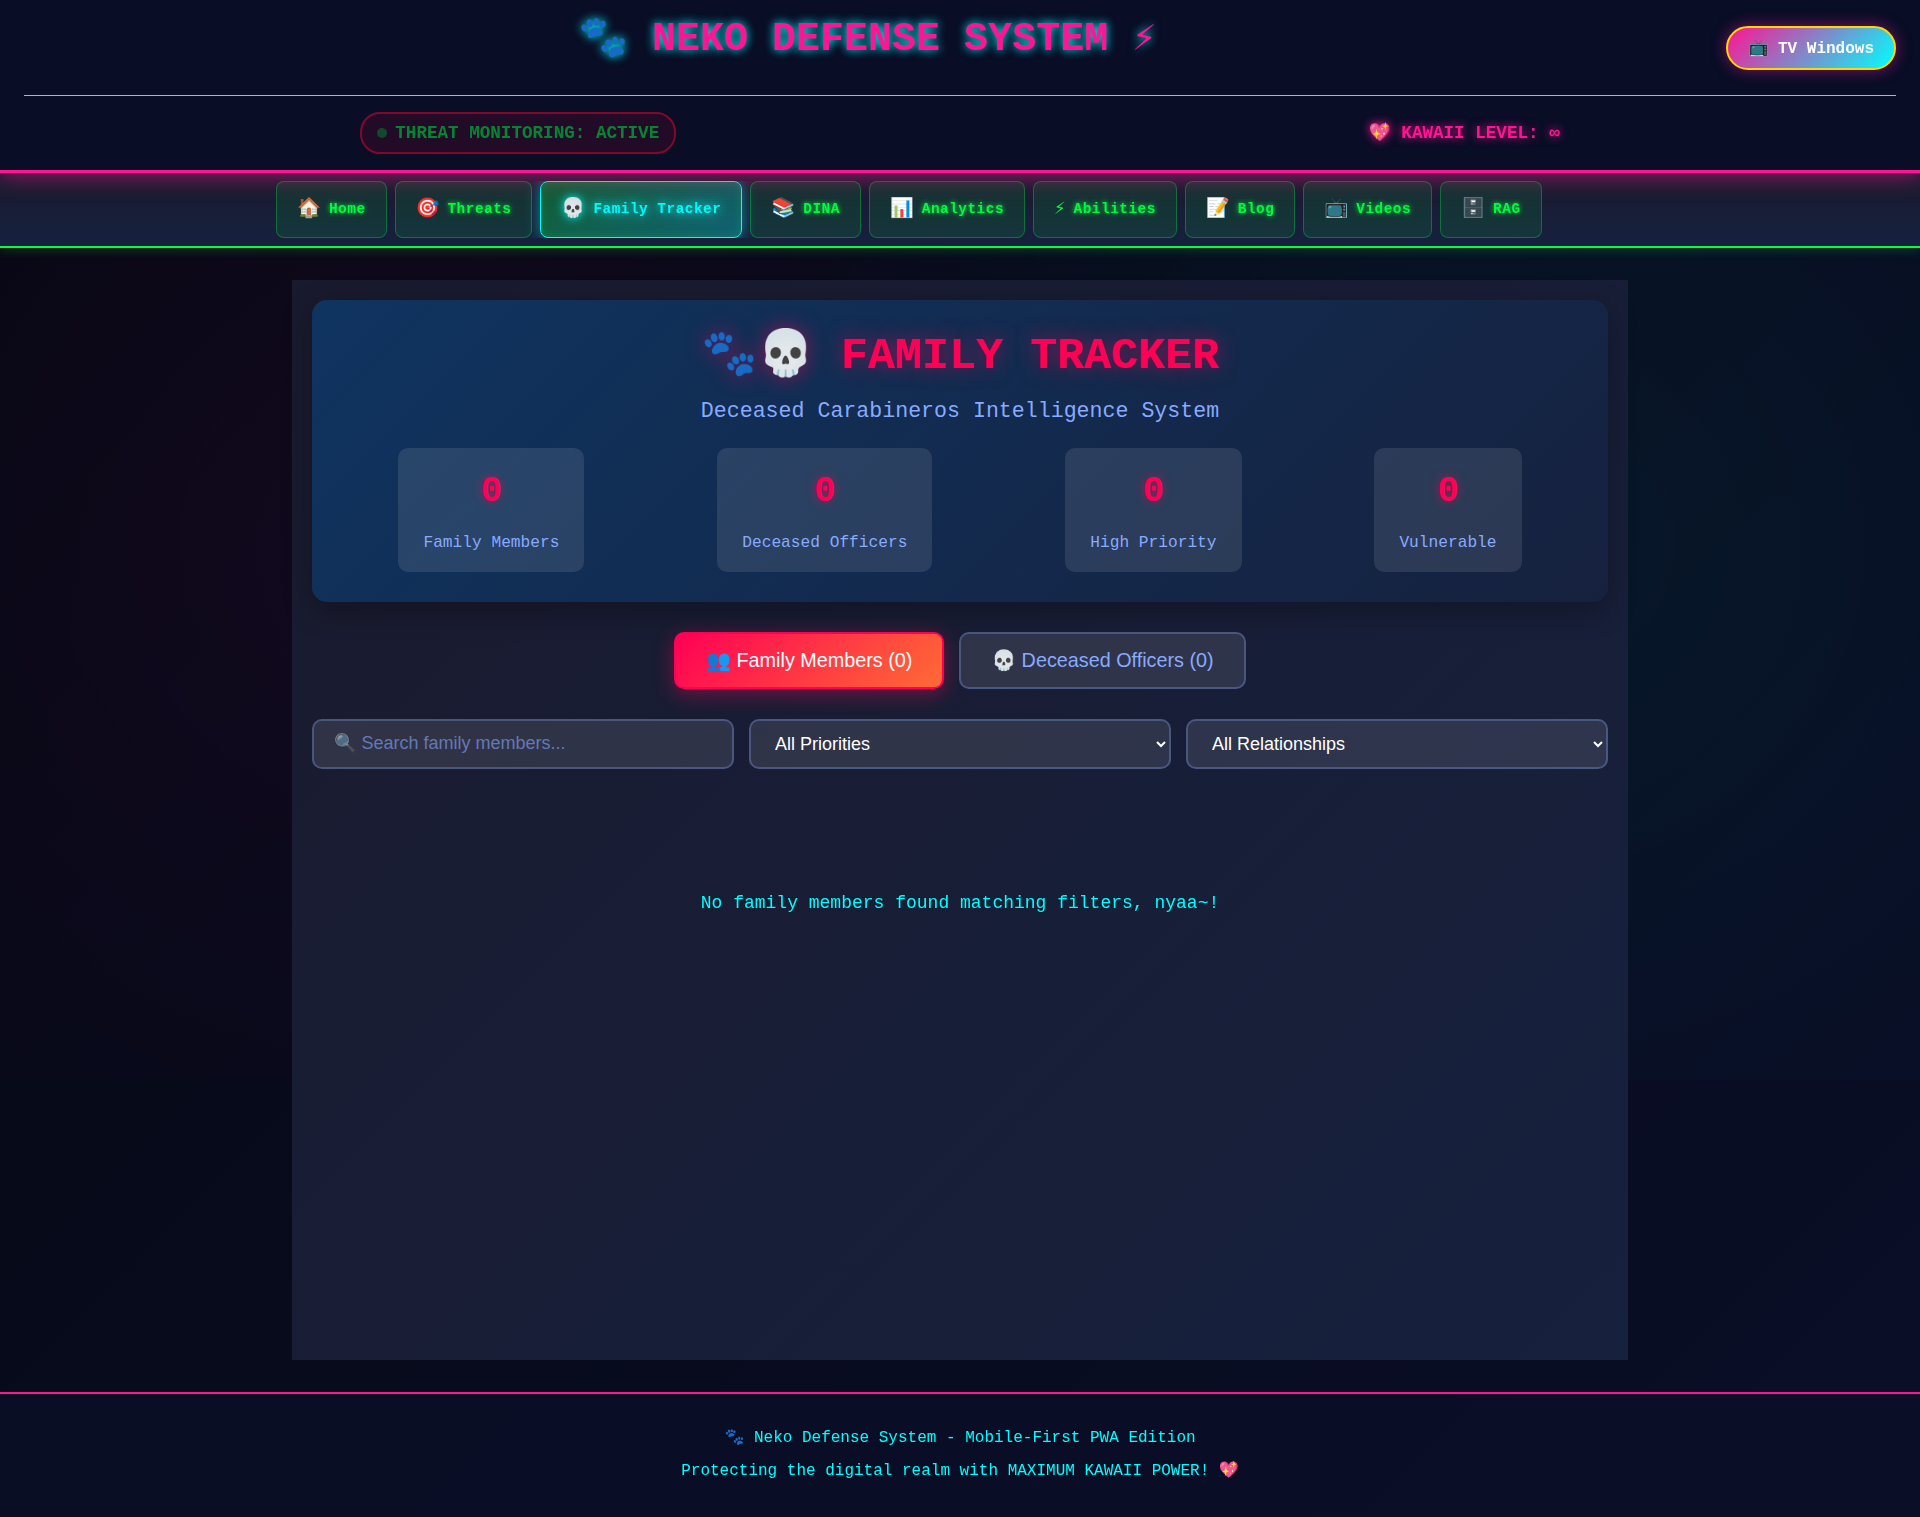 🐾 NEKO DEFENSE SYSTEM ⚡
📺 TV Windows
THREAT MONITORING: ACTIVE
💖 KAWAII LEVEL: ∞
🏠 Home
🎯 Threats
💀 Family Tracker
📚 DINA
📊 Analytics
⚡ Abilities
📝 Blog
📺 Videos
🗄️ RAG
🐾💀 FAMILY TRACKER
Deceased Carabineros Intelligence System
0
Family Members
0
Deceased Officers
0
High Priority
0
Vulnerable
👥 Family Members (0)
💀 Deceased Officers (0)
🔍 Search family members...
All Priorities
All Relationships
No family members found matching filters, nyaa~!
🐾 Neko Defense System - Mobile-First PWA Edition
Protecting the digital realm with MAXIMUM KAWAII POWER! 💖